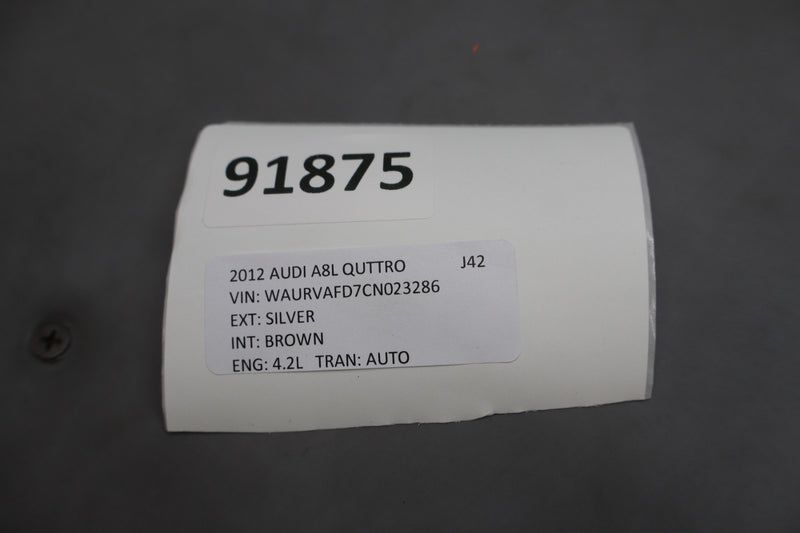 91875
2012 AUDI A8L QUTTRO J42
VIN: WAURVAFD7CN023286
EXT: SILVER
INT: BROWN
ENG: 4.2L TRAN: AUTO